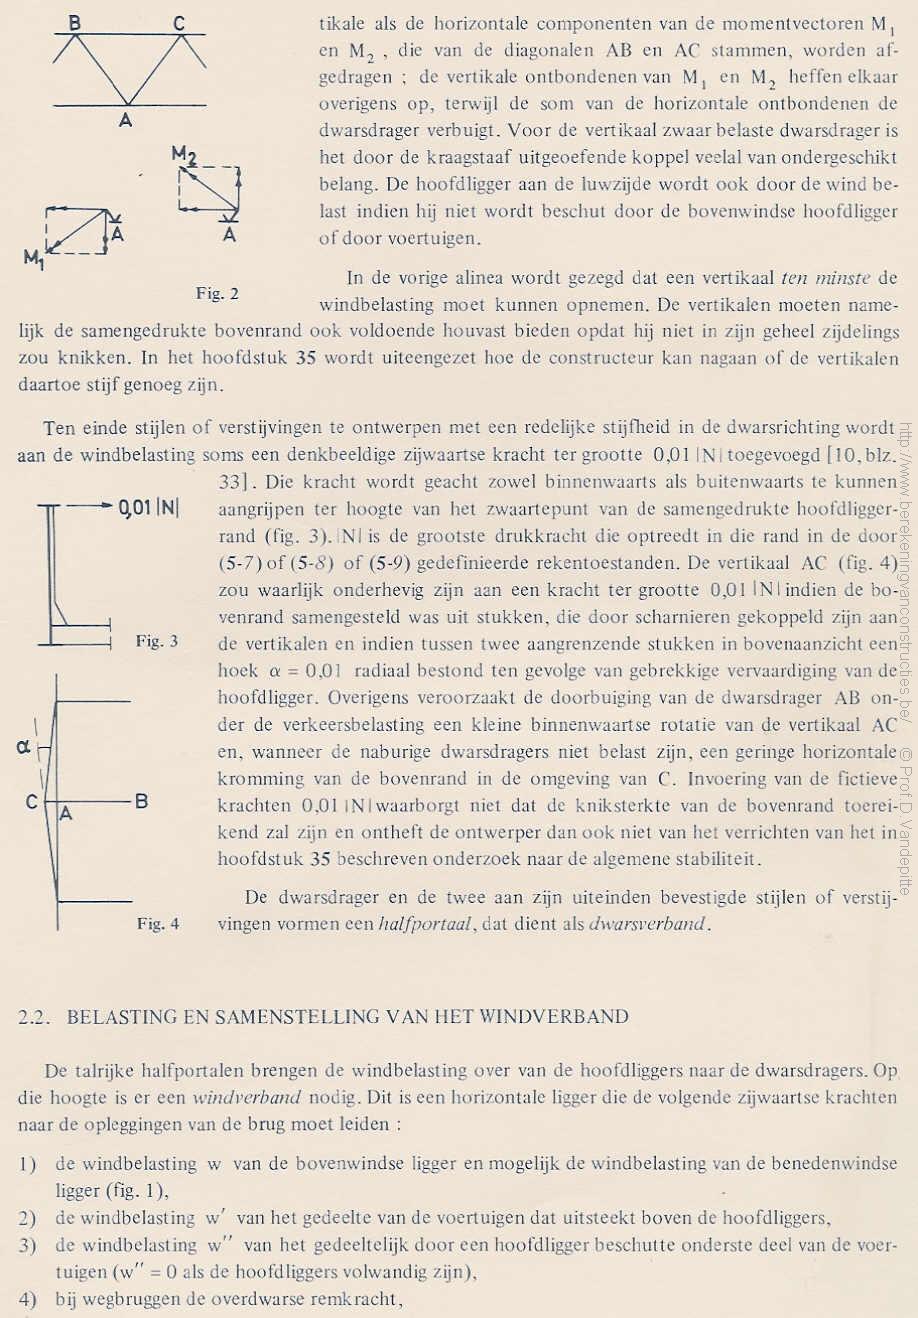 B C
A
M2
A
M1
A
Fig. 2
tikale als de horizontale componenten van de momentvectoren M1
en M2 , die van de diagonalen AB en AC stammen, worden af-
gedragen ; de vertikale ontbondenen van M1 en M2 heffen elkaar
overigens op, terwijl de som van de horizontale ontbondenen de
dwarsdrager verbuigt. Voor de vertikaal zwaar belaste dwarsdrager is
het door de kraagstaaf uitgeoefende koppel veelal van ondergeschikt
belang. De hoofdligger aan de luwzijde wordt ook door de wind be-
last indien hij niet wordt beschut door de bovenwindse hoofdligger
of door voertuigen.
In de vorige alinea wordt gezegd dat een vertikaal ten minste de
windbelasting moet kunnen opnemen. De vertikalen moeten name-
lijk de samengedrukte bovenrand ook voldoende houvast bieden opdat hij niet in zijn geheel zijdelings
zou knikken. In het hoofdstuk 35 wordt uiteengezet hoe de constructeur kan nagaan of de vertikalen
daartoe stijf genoeg zijn.
Ten einde stijlen of verstijvingen te ontwerpen met een redelijke stijfheid in de dwarsrichting wordt
aan de windbelasting soms een denkbeeldige zijwaartse kracht ter grootte 0,01 |N| toegevoegd [10, blz.
33] . Die kracht wordt geacht zowel binnenwaarts als buitenwaarts te kunnen
aangrijpen ter hoogte van het zwaartepunt van de samengedrukte hoofdligger-
rand (fig. 3). |N| is de grootste drukkracht die optreedt in die rand in de door
(5-7) of (5-8) of (5-9) gedefinieerde rekentoestanden. De vertikaal AC (fig. 4)
zou waarlijk onderhevig zijn aan een kracht ter grootte 0,01 |N| indien de bo-
venrand samengesteld was uit stukken, die door scharnieren gekoppeld zijn aan
de vertikalen en indien tussen twee aangrenzende stukken in bovenaanzicht een
hoek α = 0,01 radiaal bestond ten gevolge van gebrekkige vervaardiging van de
hoofdligger. Overigens veroorzaakt de doorbuiging van de dwarsdrager AB on-
der de verkeersbelasting een kleine binnenwaartse rotatie van de vertikaal AC
en, wanneer de naburige dwarsdragers niet belast zijn, een geringe horizontale
kromming van de bovenrand in de omgeving van C. Invoering van de fictieve
krachten 0,01 |N| waarborgt niet dat de kniksterkte van de bovenrand toerei-
kend zal zijn en ontheft de ontwerper dan ook niet van het verrichten van het in
hoofdstuk 35 beschreven onderzoek naar de algemene stabiliteit.
De dwarsdrager en de twee aan zijn uiteinden bevestigde stijlen of verstij-
vingen vormen een halfportaal, dat dient als dwarsverband.
0,01 |N|
Fig. 3
α
C A B
Fig. 4
2.2. BELASTING EN SAMENSTELLING VAN HET WINDVERBAND
De talrijke halfportalen brengen de windbelasting over van de hoofdliggers naar de dwarsdragers. Op
die hoogte is er een windverband nodig. Dit is een horizontale ligger die de volgende zijwaartse krachten
naar de opleggingen van de brug moet leiden :
1) de windbelasting w van de bovenwindse ligger en mogelijk de windbelasting van de benedenwindse
ligger (fig. 1),
2) de windbelasting w′ van het gedeelte van de voertuigen dat uitsteekt boven de hoofdliggers,
3) de windbelasting w″ van het gedeeltelijk door een hoofdligger beschutte onderste deel van de voer-
tuigen (w″ = 0 als de hoofdliggers volwandig zijn),
4) bij wegbruggen de overdwarse remkracht,
http://www.berekeningvanconstructies.be/ © Prof D. Vandepitte